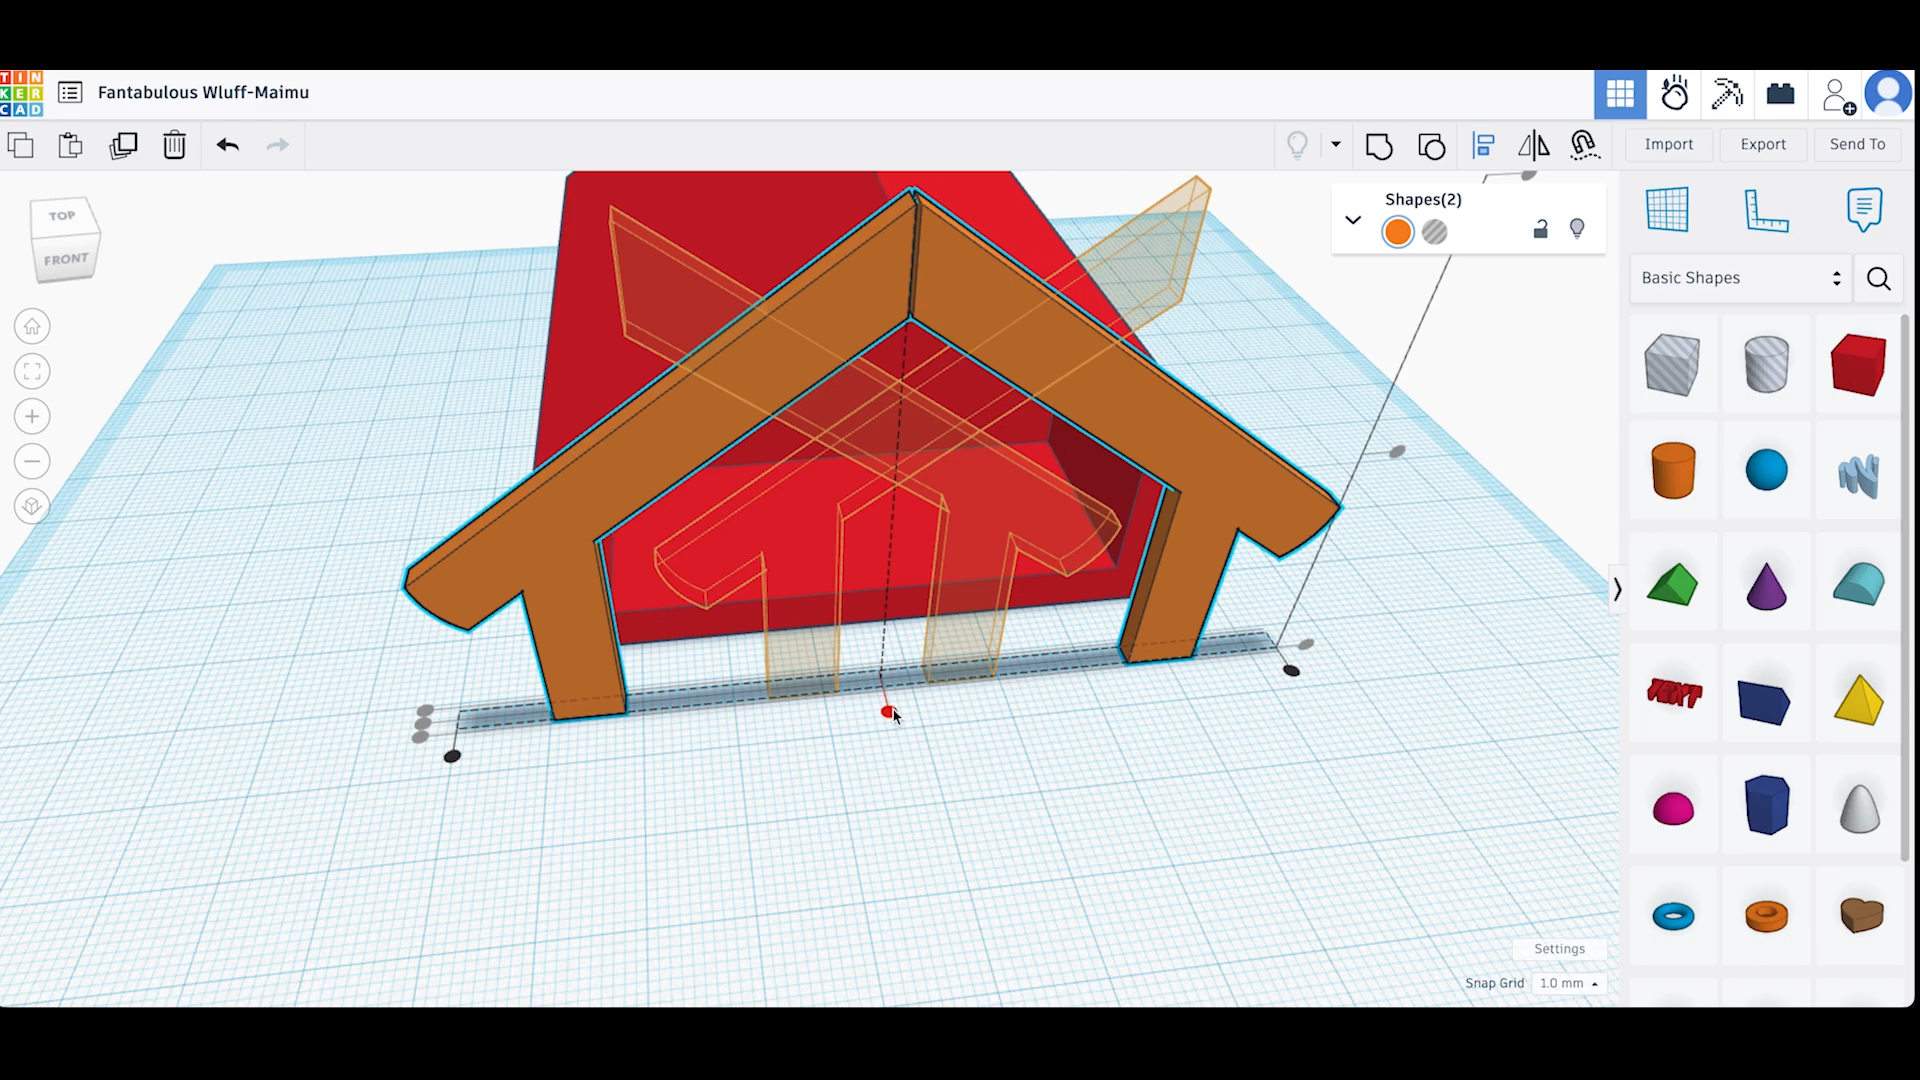 TIN
KER
CAD
Fantabulous Wluff-Maimu
Import
Export
Send To
TOP
FRONT
Shapes(2)
Basic Shapes
TEXT
Settings
Snap Grid 1.0 mm